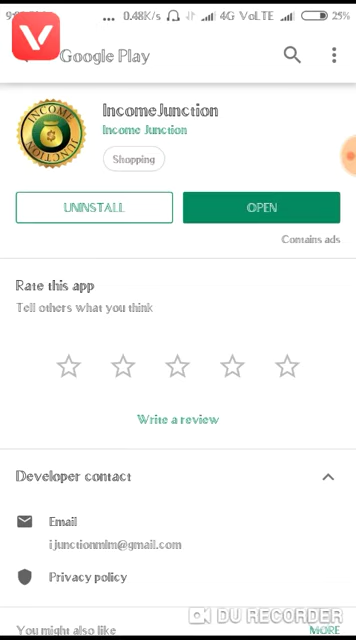 ... 0.48K/s 4G VoLTE 25%
Google Play
IncomeJunction
Income Junction
Shopping
INCOME
JUNCTION
UNINSTALL
OPEN
Contains ads
Rate this app
Tell others what you think
Write a review
Developer contact
Email
ijunctionmlm@gmail.com
Privacy policy
You might also like
MORE
DU RECORDER